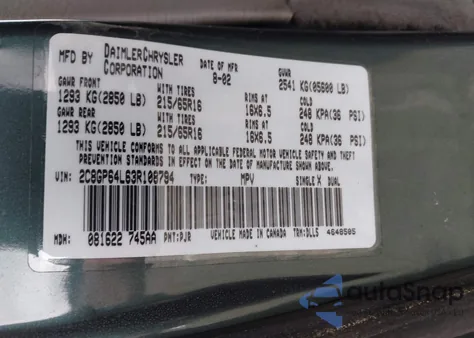 MFD BY DAIMLERCHRYSLER CORPORATION DATE OF MFR 8-02 GVWR 2541 KG(05600 LB)
GAWR FRONT WITH TIRES RIMS AT COLD
1293 KG(2850 LB) 215/65R16 16X6.5 248 KPA(36 PSI)
GAWR REAR WITH TIRES RIMS AT COLD
1293 KG(2850 LB) 215/65R16 16X6.5 248 KPA(36 PSI)
THIS VEHICLE CONFORMS TO ALL APPLICABLE FEDERAL MOTOR VEHICLE SAFETY AND
THEFT PREVENTION STANDARDS IN EFFECT ON THE DATE OF MANUFACTURE SHOWN ABOVE.
VIN: 2C8GP64L63R108794 TYPE: MPV SINGLE X DUAL
MDH: 081622 745AA PNT:PJR VEHICLE MADE IN CANADA TRM:DLL5 4648505
autoSnap